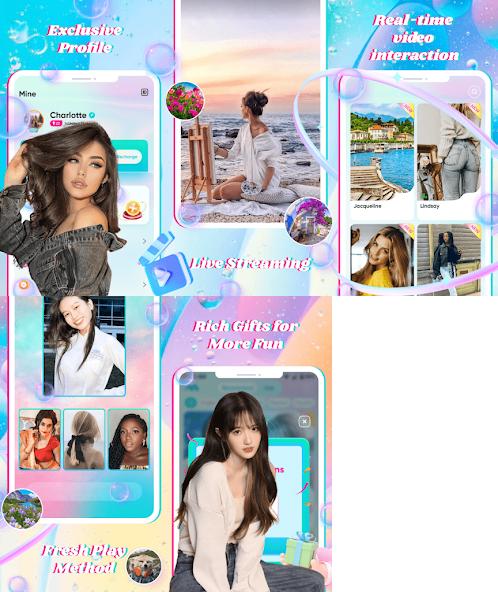 Exclusive
Profile
Mine
Charlotte
Recharge
Live Streaming
Real-time
video
interaction
Jacqueline
Lindsay
Fresh Play
Method
Rich Gifts for
More Fun